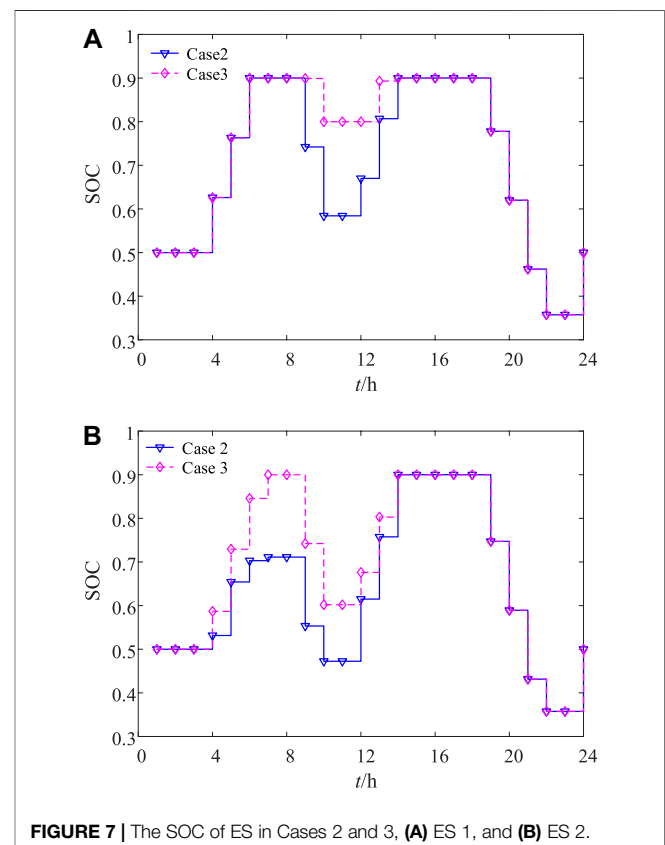 A
1
0.9
0.8
0.7
0.6
0.5
0.4
0.3
SOC
Case2
Case3
0 4 8 12 16 20 24
t/h
B
1
0.9
0.8
0.7
0.6
0.5
0.4
0.3
SOC
Case 2
Case 3
0 4 8 12 16 20 24
t/h
FIGURE 7 | The SOC of ES in Cases 2 and 3, (A) ES 1, and (B) ES 2.